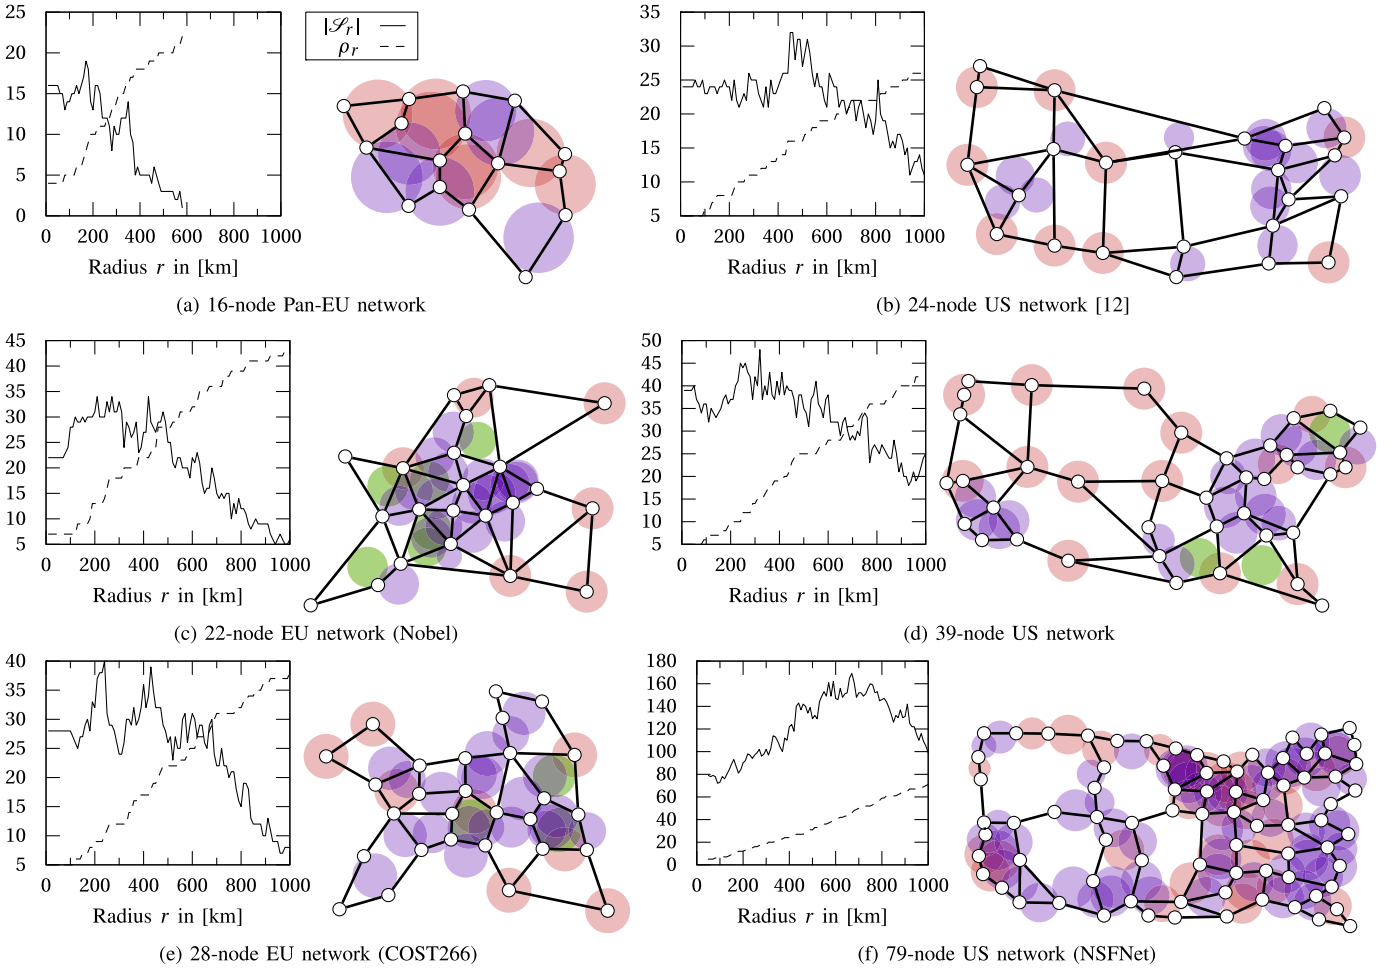 25
20
15
10
5
0
0 200 400 600 800 1000
Radius r in [km]
|𝒮r|
ρr
(a) 16-node Pan-EU network
35
30
25
20
15
10
5
0 200 400 600 800 1000
Radius r in [km]
(b) 24-node US network [12]
45
40
35
30
25
20
15
10
5
0 200 400 600 800 1000
Radius r in [km]
(c) 22-node EU network (Nobel)
50
45
40
35
30
25
20
15
10
5
0 200 400 600 800 1000
Radius r in [km]
(d) 39-node US network
40
35
30
25
20
15
10
5
0 200 400 600 800 1000
Radius r in [km]
(e) 28-node EU network (COST266)
180
160
140
120
100
80
60
40
20
0
0 200 400 600 800 1000
Radius r in [km]
(f) 79-node US network (NSFNet)